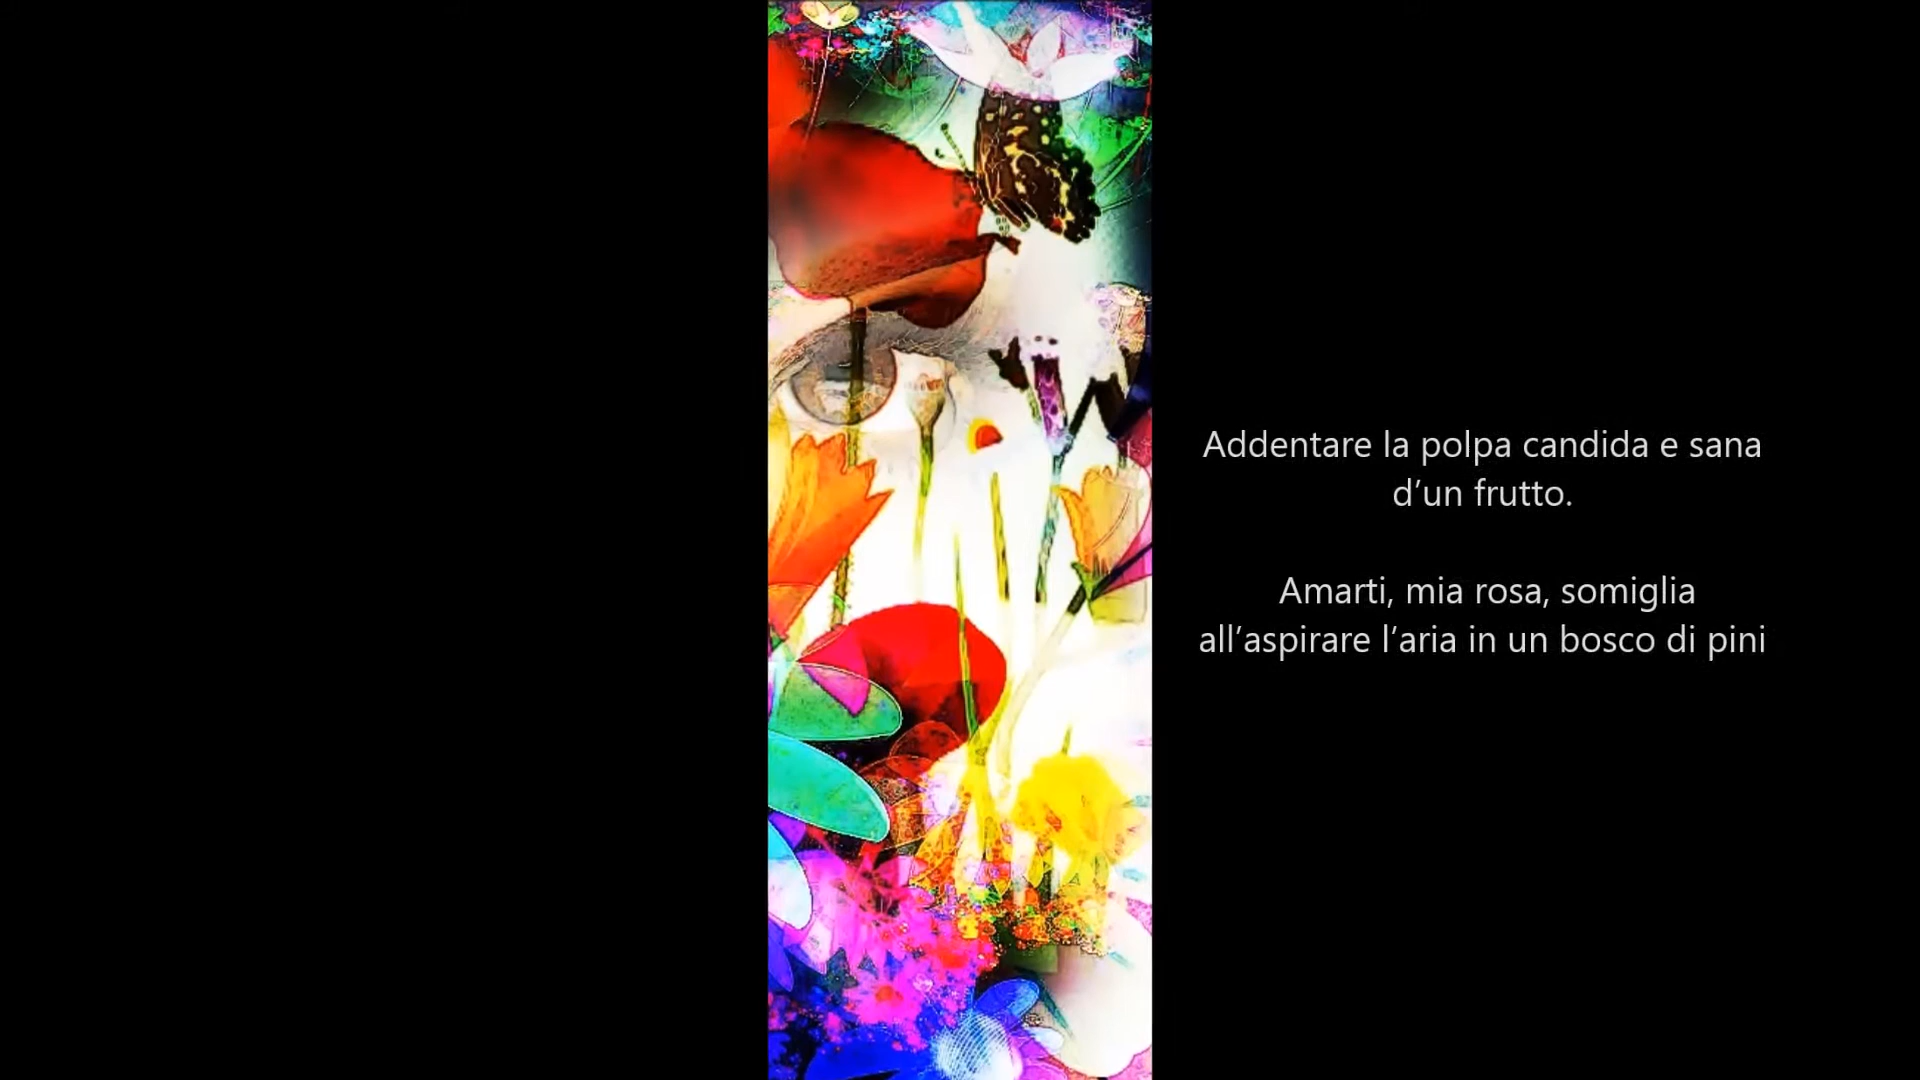 Addentare la polpa candida e sana
d’un frutto.
Amarti, mia rosa, somiglia
all’aspirare l’aria in un bosco di pini